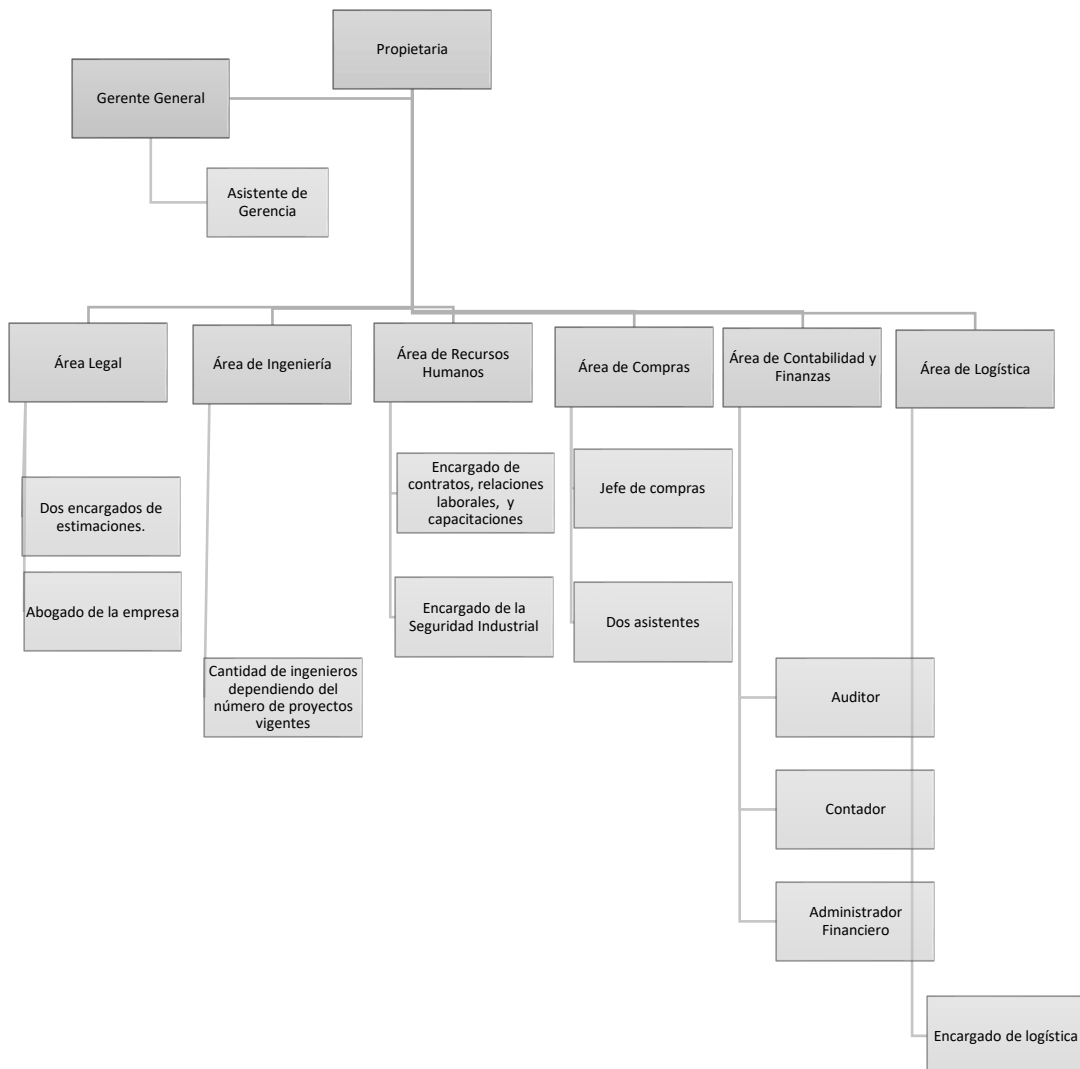 Propietaria
Gerente General
Asistente de
Gerencia
Área Legal
Área de Ingeniería
Área de Recursos
Humanos
Área de Compras
Área de Contabilidad y
Finanzas
Área de Logística
Dos encargados de
estimaciones.
Abogado de la empresa
Cantidad de ingenieros
dependiendo del
número de proyectos
vigentes
Encargado de
contratos, relaciones
laborales, y
capacitaciones
Encargado de la
Seguridad Industrial
Jefe de compras
Dos asistentes
Auditor
Contador
Administrador
Financiero
Encargado de logística